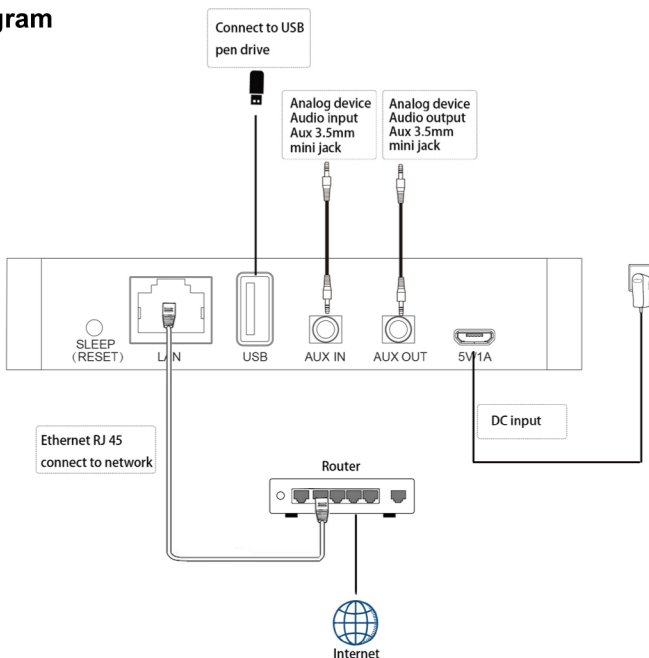 gram
Connect to USB
pen drive
Analog device
Audio input
Aux 3.5mm
mini jack
Analog device
Audio output
Aux 3.5mm
mini jack
SLEEP
(RESET)
LAN
USB
AUX IN
AUX OUT
5V/1A
DC input
Ethernet RJ 45
connect to network
Router
Internet